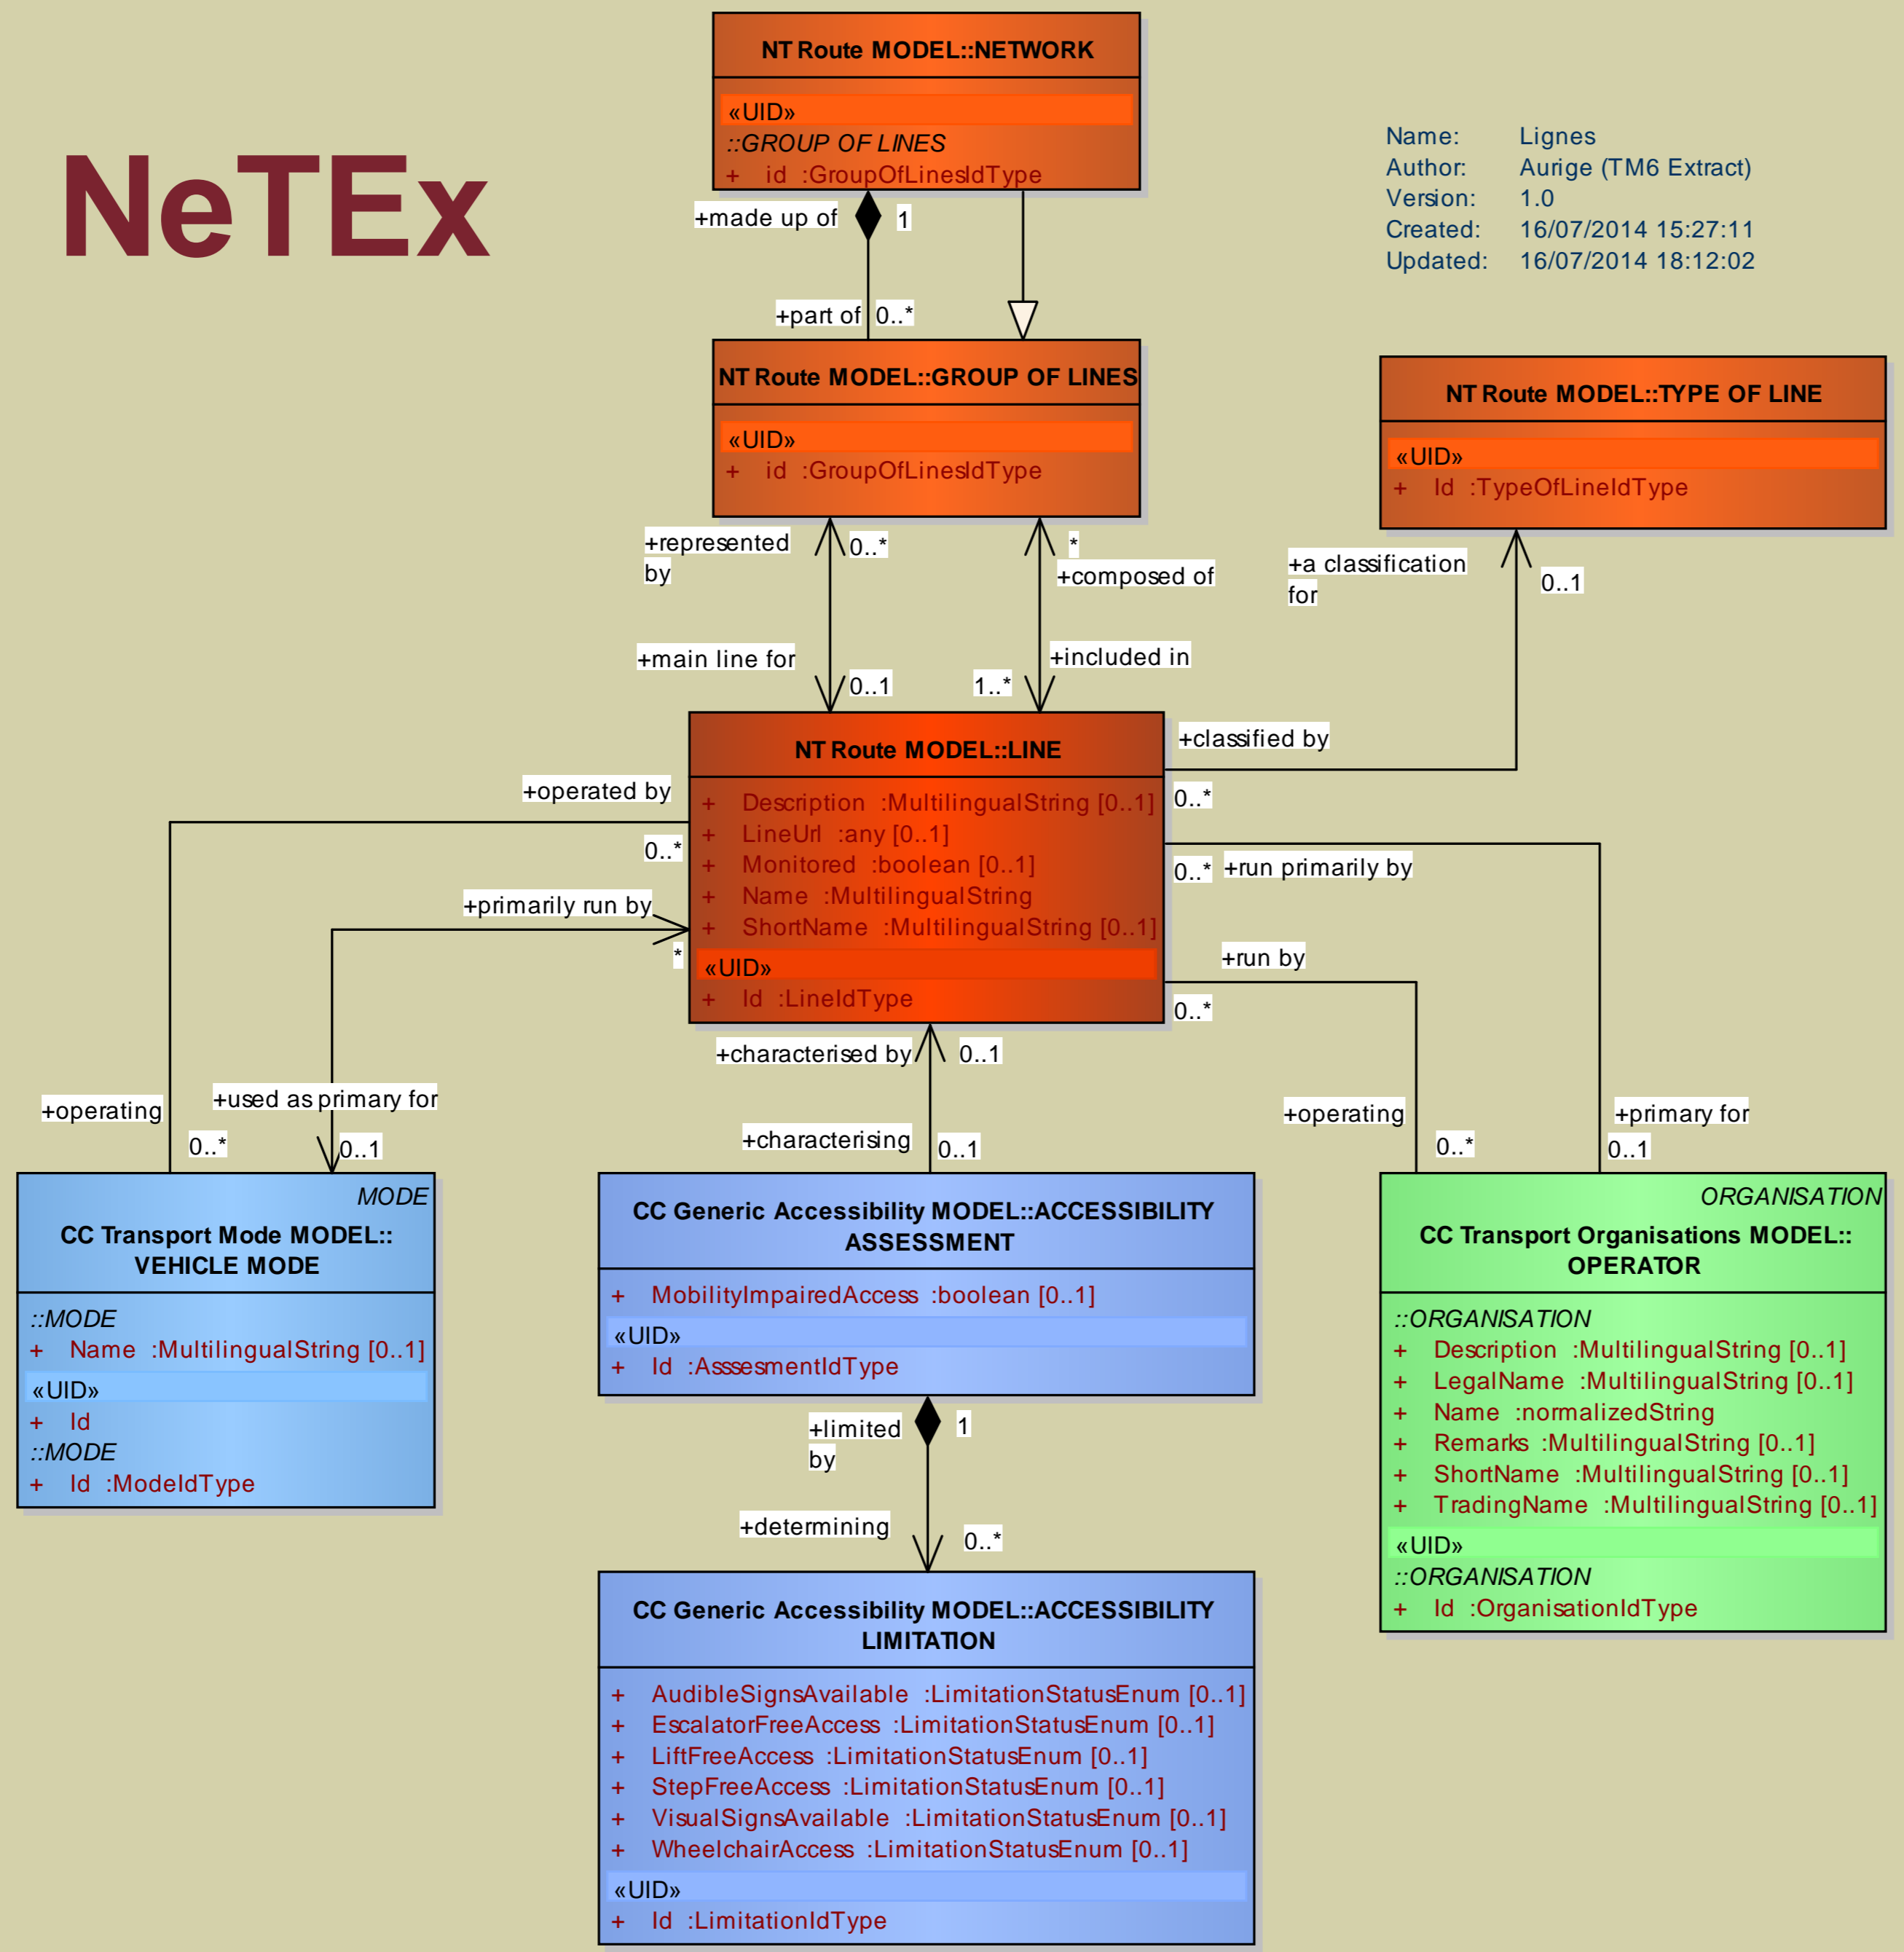 NeTEx
Name: Lignes
Author: Aurige (TM6 Extract)
Version: 1.0
Created: 16/07/2014 15:27:11
Updated: 16/07/2014 18:12:02
NT Route MODEL::NETWORK
«UID»
::GROUP OF LINES
+ id :GroupOfLinesIdType
+made up of
1
+part of
0..*
NT Route MODEL::GROUP OF LINES
«UID»
+ id :GroupOfLinesIdType
NT Route MODEL::TYPE OF LINE
«UID»
+ Id :TypeOfLineIdType
+represented
by
0..*
*
+composed of
+a classification
for
0..1
+main line for
0..1
+included in
1..*
NT Route MODEL::LINE
+ Description :MultilingualString [0..1]
+ LineUrl :any [0..1]
+ Monitored :boolean [0..1]
+ Name :MultilingualString
+ ShortName :MultilingualString [0..1]
«UID»
+ Id :LineIdType
+classified by
0..*
+operated by
0..*
0..*
+run primarily by
+primarily run by
*
+run by
0..*
+characterised by
0..1
+operating
+used as primary for
0..*
0..1
+characterising
0..1
+operating
0..*
+primary for
0..1
MODE
CC Transport Mode MODEL::
VEHICLE MODE
::MODE
+ Name :MultilingualString [0..1]
«UID»
+ Id
::MODE
+ Id :ModeIdType
CC Generic Accessibility MODEL::ACCESSIBILITY
ASSESSMENT
+ MobilityImpairedAccess :boolean [0..1]
«UID»
+ Id :AsssesmentIdType
ORGANISATION
CC Transport Organisations MODEL::
OPERATOR
::ORGANISATION
+ Description :MultilingualString [0..1]
+ LegalName :MultilingualString [0..1]
+ Name :normalizedString
+ Remarks :MultilingualString [0..1]
+ ShortName :MultilingualString [0..1]
+ TradingName :MultilingualString [0..1]
«UID»
::ORGANISATION
+ Id :OrganisationIdType
+limited
by
1
+determining
0..*
CC Generic Accessibility MODEL::ACCESSIBILITY
LIMITATION
+ AudibleSignsAvailable :LimitationStatusEnum [0..1]
+ EscalatorFreeAccess :LimitationStatusEnum [0..1]
+ LiftFreeAccess :LimitationStatusEnum [0..1]
+ StepFreeAccess :LimitationStatusEnum [0..1]
+ VisualSignsAvailable :LimitationStatusEnum [0..1]
+ WheelchairAccess :LimitationStatusEnum [0..1]
«UID»
+ Id :LimitationIdType